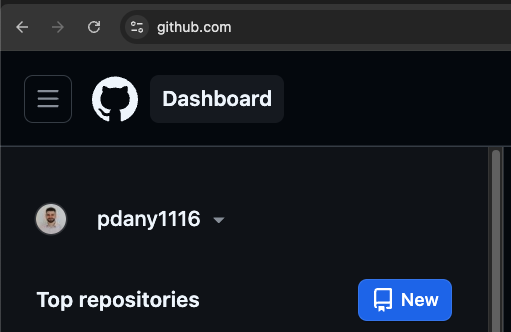 github.com
Dashboard
pdany1116
Top repositories
New